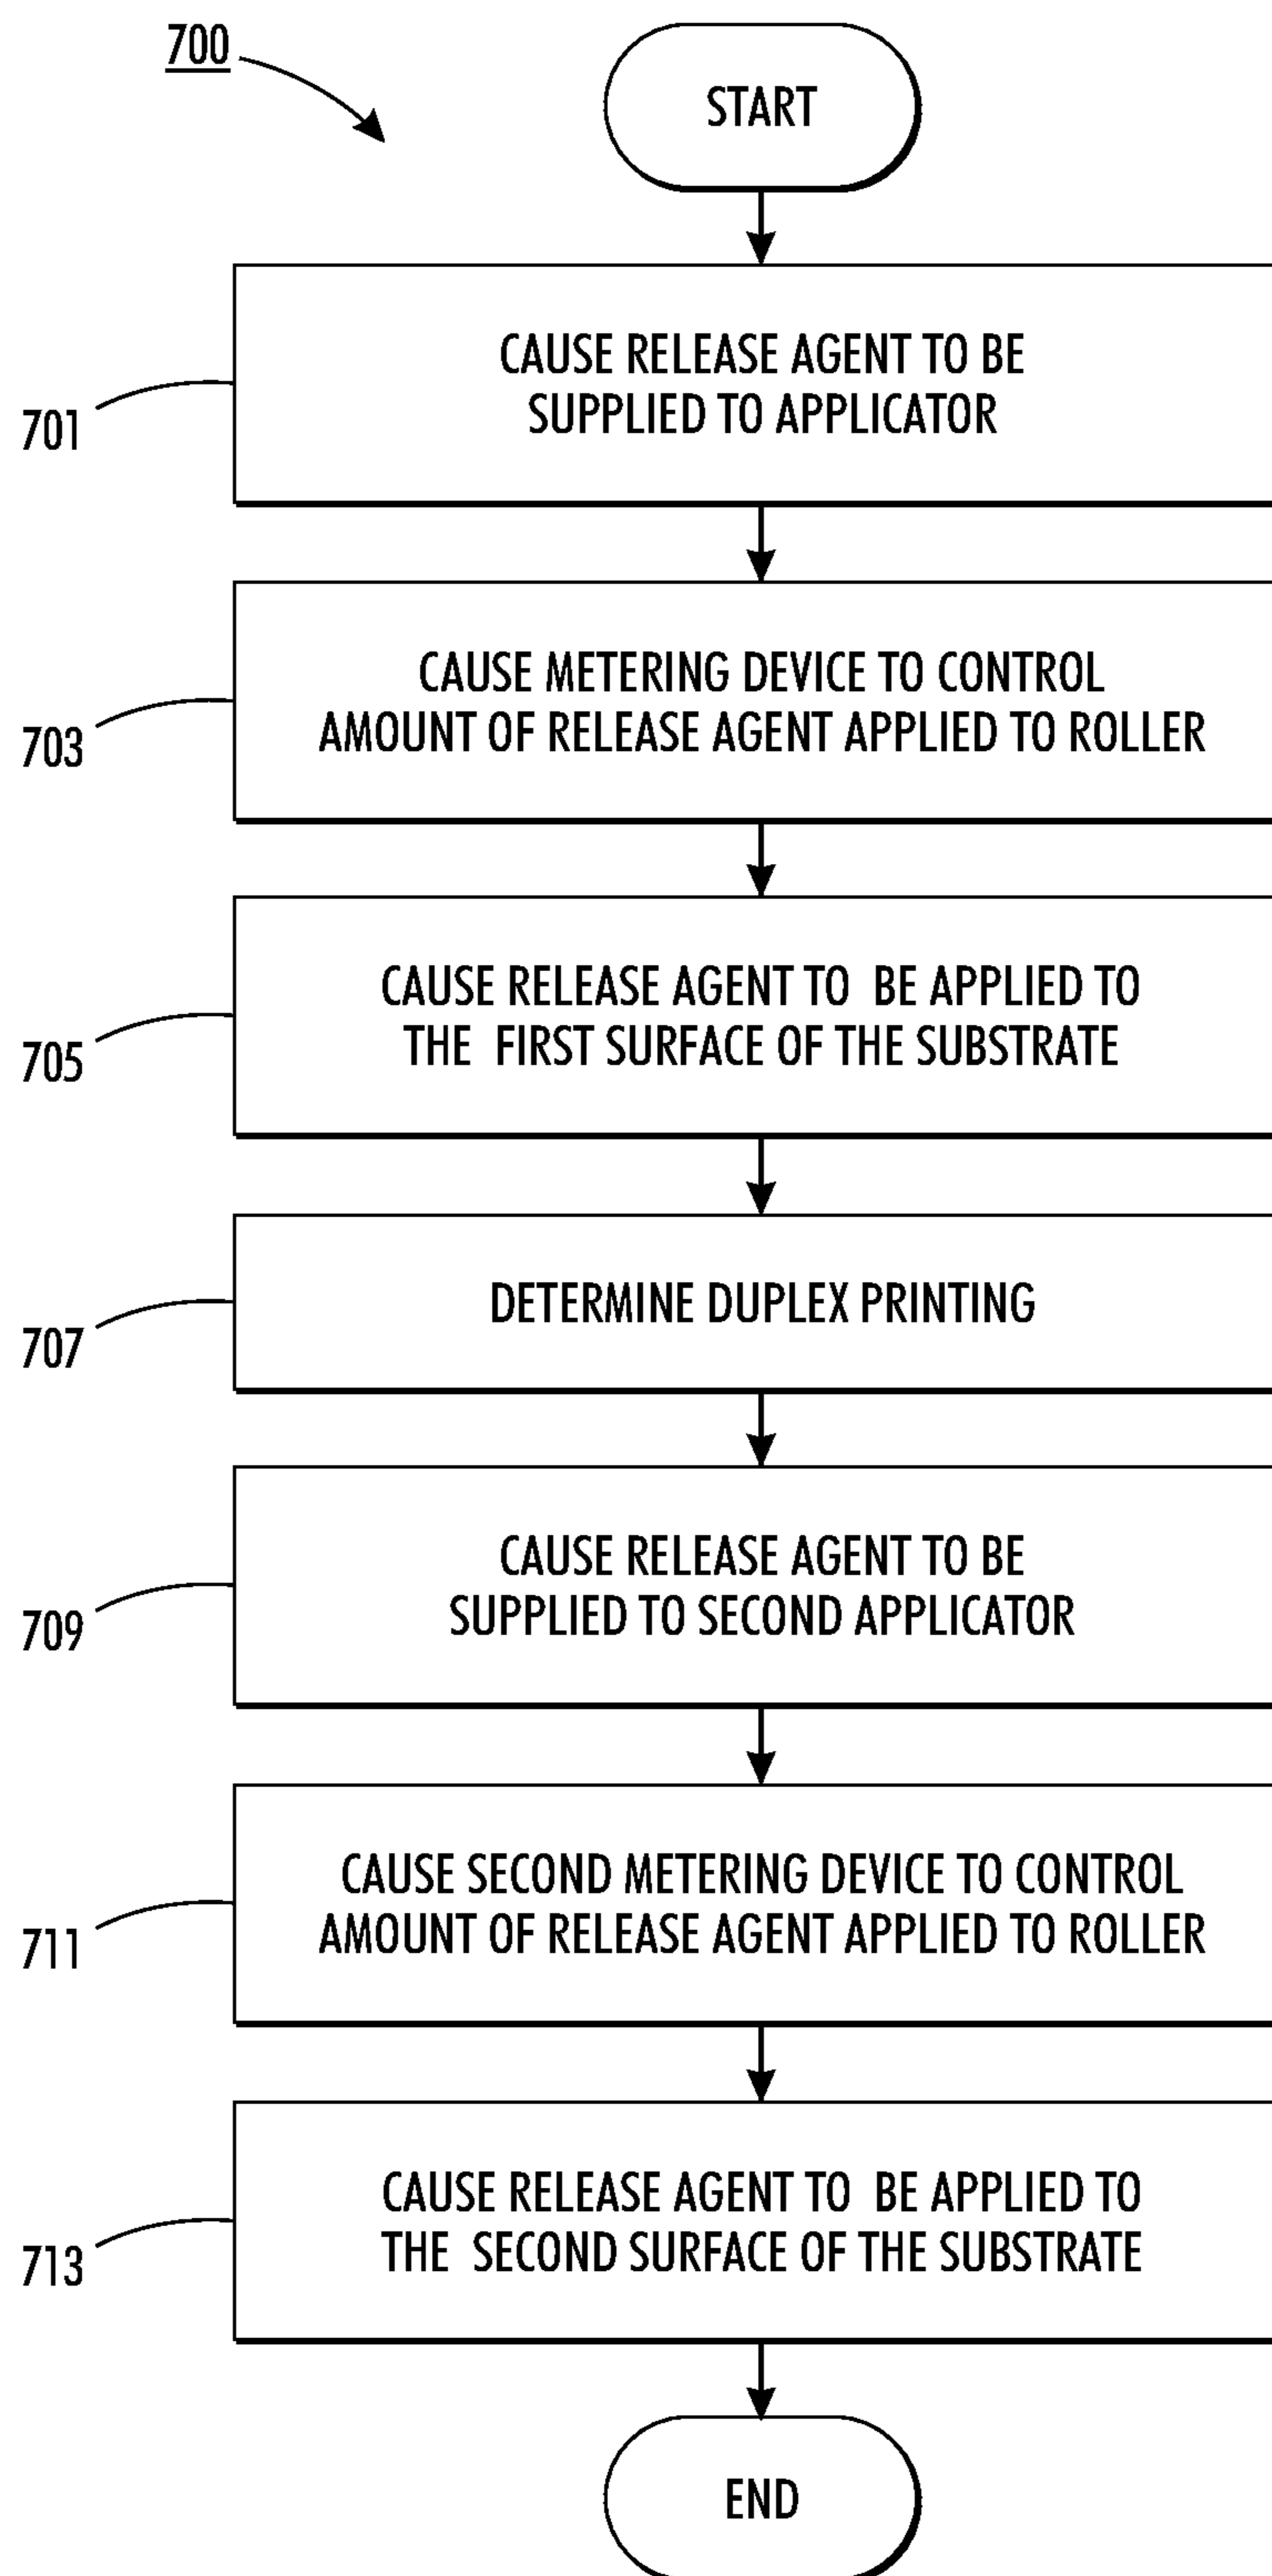 700
START
701
CAUSE RELEASE AGENT TO BE
SUPPLIED TO APPLICATOR
703
CAUSE METERING DEVICE TO CONTROL
AMOUNT OF RELEASE AGENT APPLIED TO ROLLER
705
CAUSE RELEASE AGENT TO BE APPLIED TO
THE FIRST SURFACE OF THE SUBSTRATE
707
DETERMINE DUPLEX PRINTING
709
CAUSE RELEASE AGENT TO BE
SUPPLIED TO SECOND APPLICATOR
711
CAUSE SECOND METERING DEVICE TO CONTROL
AMOUNT OF RELEASE AGENT APPLIED TO ROLLER
713
CAUSE RELEASE AGENT TO BE APPLIED TO
THE SECOND SURFACE OF THE SUBSTRATE
END